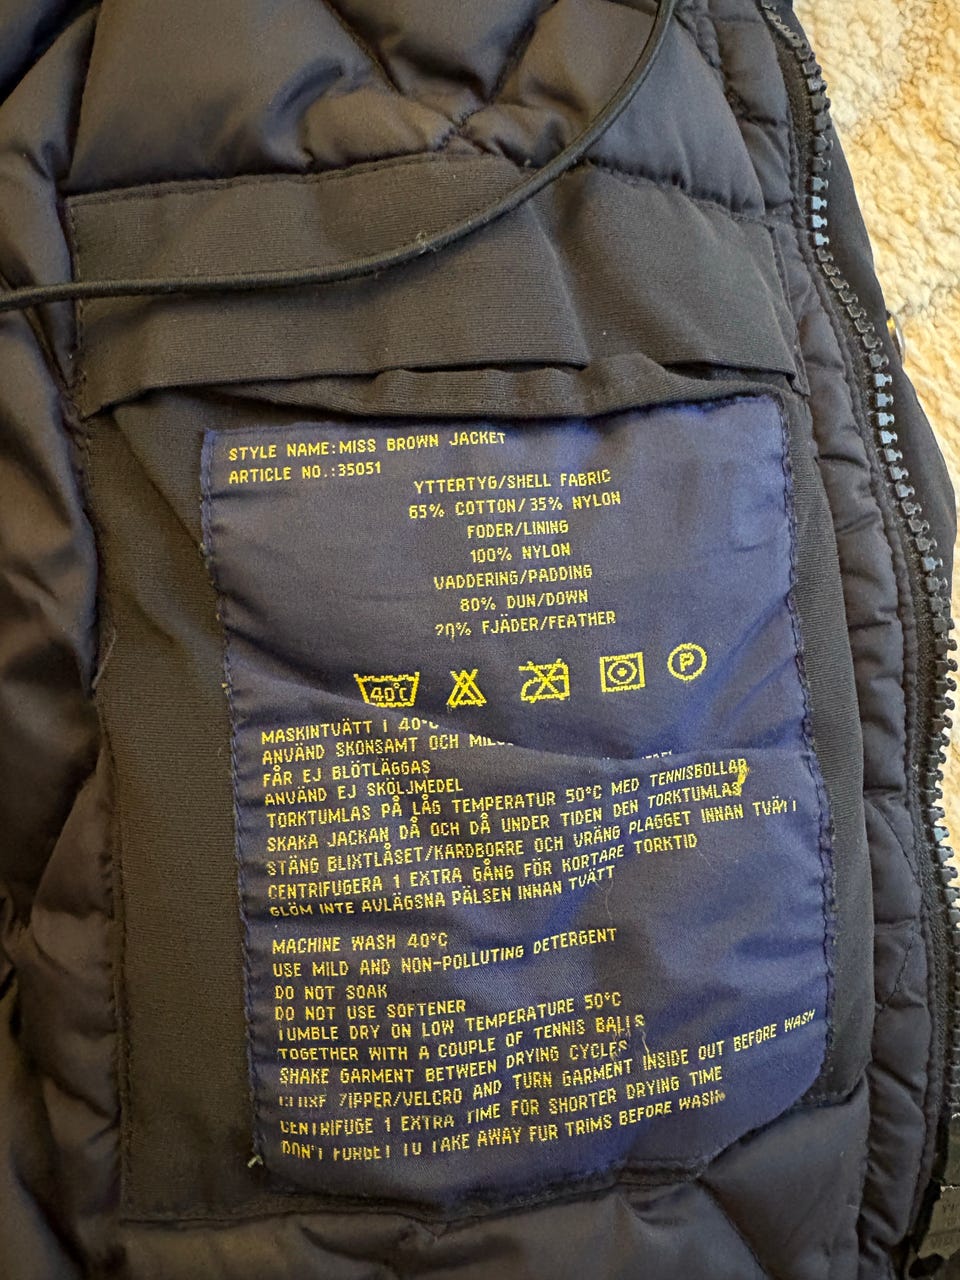 STYLE NAME:MISS BROWN JACKET
ARTICLE NO.:35051
YTTERTYG/SHELL FABRIC
65% COTTON/35% NYLON
FODER/LINING
100% NYLON
VADDERING/PADDING
80% DUN/DOWN
20% FJÄDER/FEATHER
40°C P
MASKINTVÄTT I 40°C
ANVÄND SKONSAMT OCH
FÅR EJ BLÖTLÄGGAS
ANVÄND EJ SKÖLJMEDEL
TORKTUMLAS PÅ LÅG TEMPERATUR 50°C MED TENNISBOLLAR
SKAKA JACKAN DÅ OCH DÅ UNDER TIDEN DEN TORKTUMLAS
STÄNG BLIXTLÅSET/KARDBORRE OCH VRÄNG PLAGGET INNAN TVÄTT
CENTRIFUGERA 1 EXTRA GÅNG FÖR KORTARE TORKTID
GLÖM INTE AVLÄGSNA PÄLSEN INNAN TVÄTT
MACHINE WASH 40°C
USE MILD AND NON-POLLUTING DETERGENT
DO NOT SOAK
DO NOT USE SOFTENER
TUMBLE DRY ON LOW TEMPERATURE 50°C
TOGETHER WITH A COUPLE OF TENNIS BALLS
SHAKE GARMENT BETWEEN DRYING CYCLES
CLOSE ZIPPER/VELCRO AND TURN GARMENT INSIDE OUT BEFORE WASH
CENTRIFUGE 1 EXTRA TIME FOR SHORTER DRYING TIME
DON'T FORGET TO TAKE AWAY FUR TRIMS BEFORE WASH